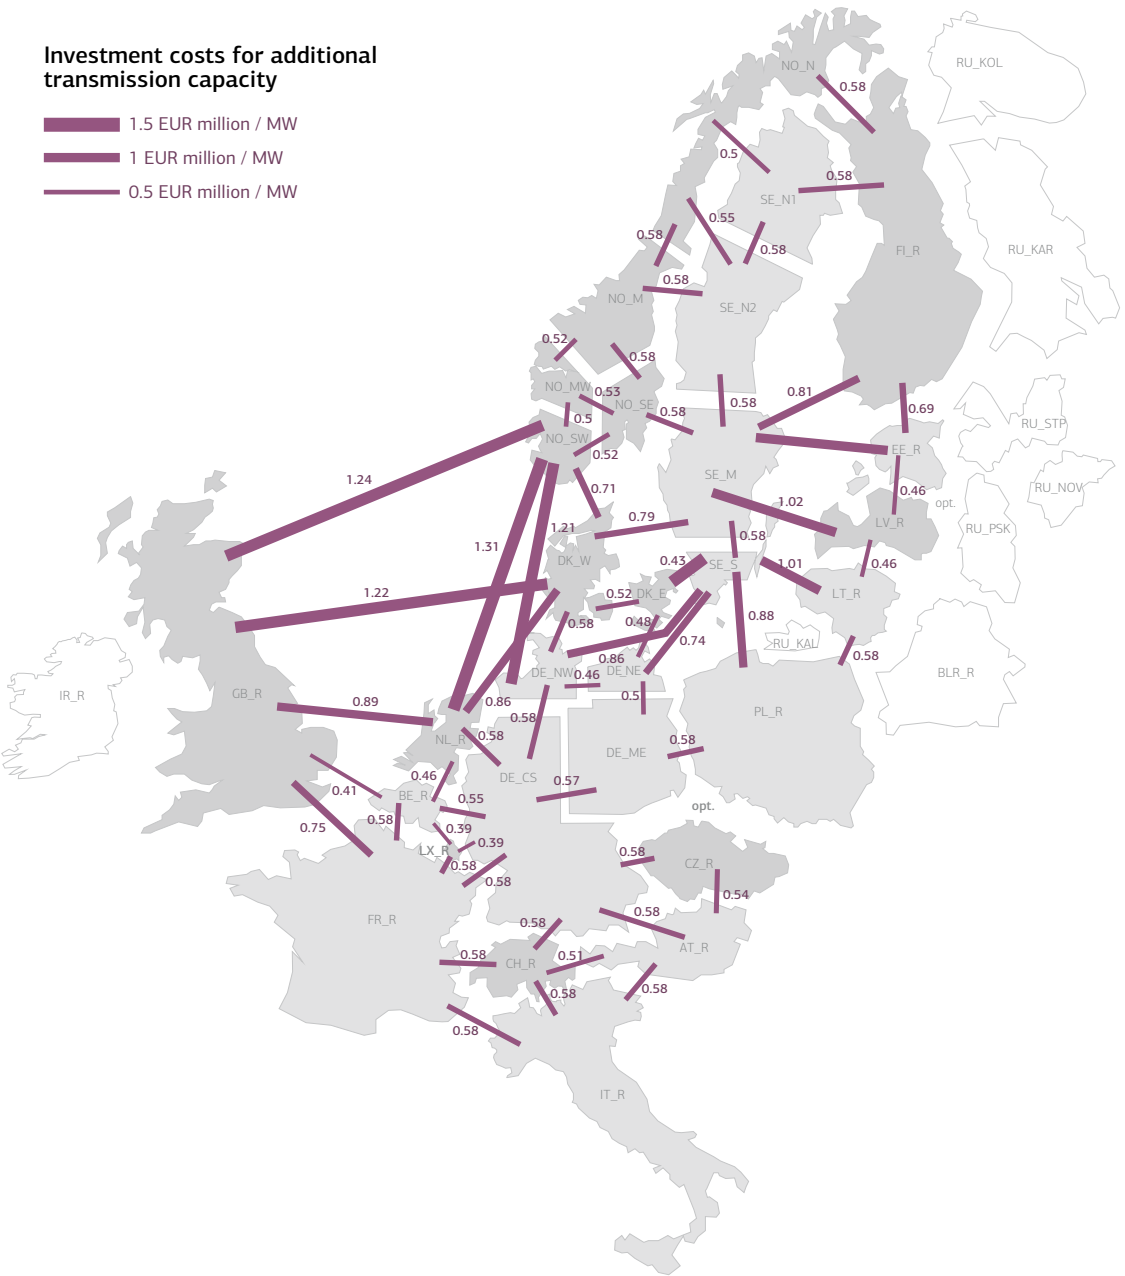 Investment costs for additional
transmission capacity
1.5 EUR million / MW
1 EUR million / MW
0.5 EUR million / MW
NO_N
RU_KOL
0.58
0.5
0.58
SE_N1
0.55
0.58
0.58
FI_R
RU_KAR
0.58
NO_M
SE_N2
0.52
0.58
NO_MW
0.53
0.81
NO_SE
0.58
0.58
0.69
0.5
RU_STP
NO_SW
0.52
EE_R
1.24
SE_M
0.71
0.46
RU_NOV
1.02
opt.
0.79
LV_R
RU_PSK
1.21
0.58
1.31
DK_W
0.43
SE_S
1.01
0.46
1.22
0.52
DK_E
LT_R
0.58
0.48
0.88
0.74
RU_KAL
0.86
0.58
DE_NW
DE_NE
0.46
BLR_R
IR_R
GB_R
0.89
0.86
0.5
0.58
PL_R
0.58
NL_R
0.58
DE_ME
0.46
DE_CS
0.57
0.41
BE_R
0.55
opt.
0.75
0.58
0.39
0.39
LX_R
0.58
0.58
CZ_R
0.58
0.54
FR_R
0.58
0.58
AT_R
0.58
CH_R
0.51
0.58
0.58
0.58
IT_R